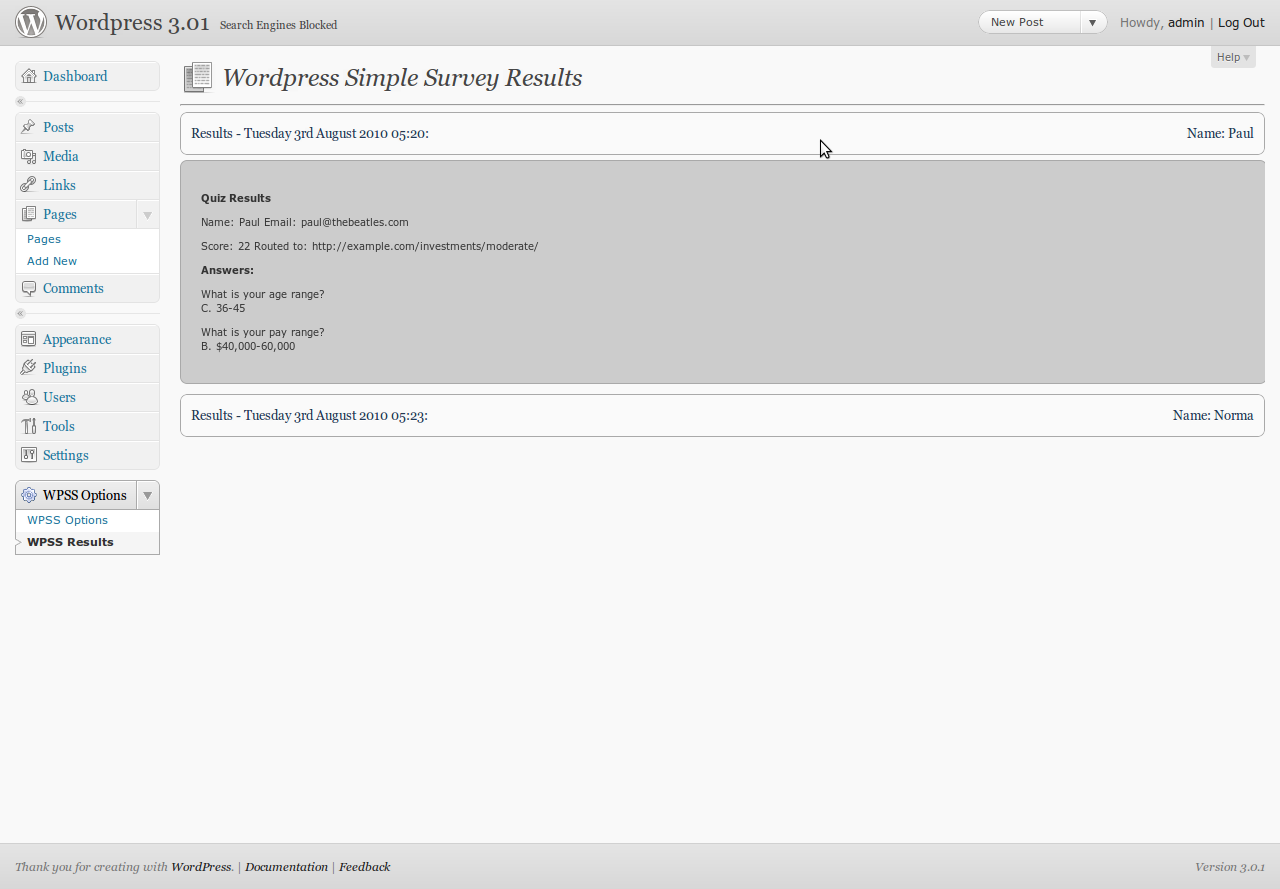 Wordpress 3.01 Search Engines Blocked New Post Howdy, admin | Log Out
Help
Dashboard
Posts
Media
Links
Pages
Pages
Add New
Comments
Appearance
Plugins
Users
Tools
Settings
WPSS Options
WPSS Options
WPSS Results
Wordpress Simple Survey Results
Results - Tuesday 3rd August 2010 05:20: Name: Paul
Quiz Results
Name: Paul Email: paul@thebeatles.com
Score: 22 Routed to: http://example.com/investments/moderate/
Answers:
What is your age range?
C. 36-45
What is your pay range?
B. $40,000-60,000
Results - Tuesday 3rd August 2010 05:23: Name: Norma
Thank you for creating with WordPress. | Documentation | Feedback Version 3.0.1